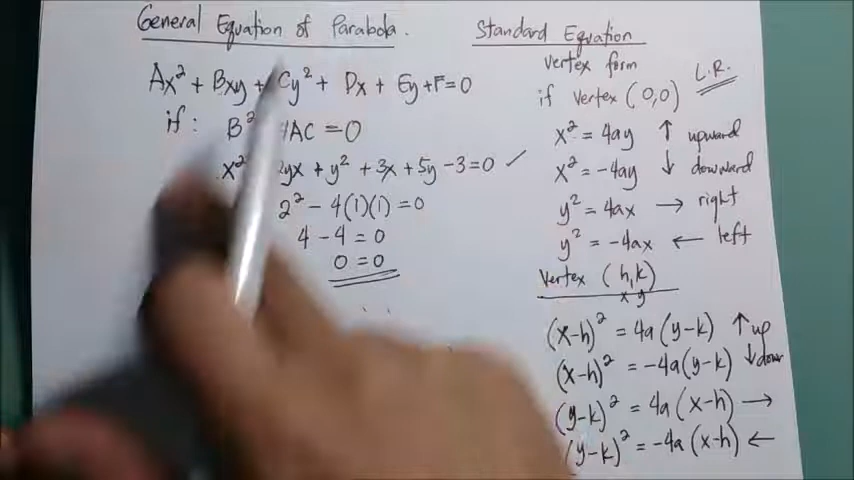 General Equation of Parabola.
Ax² + Bxy + Cy² + Dx + Ey + F = 0
if: B² 4AC = 0
x² 2yx + y² + 3x + 5y - 3 = 0 ✓
2² - 4(1)(1) = 0
4 - 4 = 0
0 = 0
Standard Equation
vertex form
L.R.
if vertex (0,0)
x² = 4ay ↑ upward
x² = -4ay ↓ downward
y² = 4ax → right
y² = -4ax ← left
Vertex (h,k)
x y
(x-h)² = 4a(y-k) ↑ up
(x-h)² = -4a(y-k) ↓ down
(y-k)² = 4a(x-h) →
(y-k)² = -4a(x-h) ←